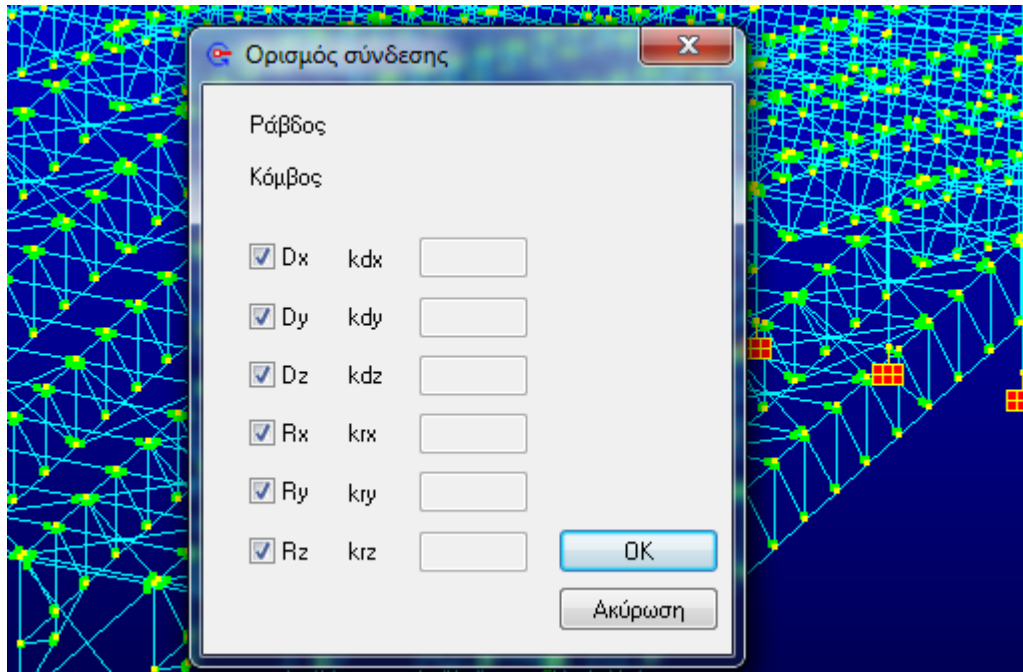 Ορισμός σύνδεσης
Ράβδος
Κόμβος
Dx kdx
Dy kdy
Dz kdz
Rx krx
Ry kry
Rz krz
OK
Ακύρωση